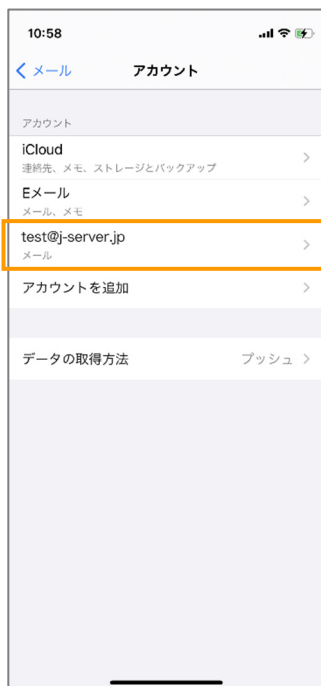 10:58
メール
アカウント
アカウント
iCloud
連絡先、メモ、ストレージとバックアップ
Eメール
メール、メモ
test@j-server.jp
メール
アカウントを追加
データの取得方法 プッシュ